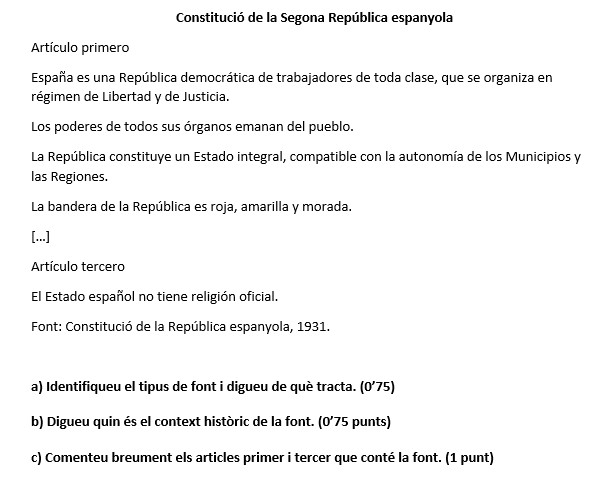 Constitució de la Segona República espanyola
Artículo primero
España es una República democrática de trabajadores de toda clase, que se organiza en
régimen de Libertad y de Justicia.
Los poderes de todos sus órganos emanan del pueblo.
La República constituye un Estado integral, compatible con la autonomía de los Municipios y
las Regiones.
La bandera de la República es roja, amarilla y morada.
[...]
Artículo tercero
El Estado español no tiene religión oficial.
Font: Constitució de la República espanyola, 1931.
a) Identifiqueu el tipus de font i digueu de què tracta. (0’75)
b) Digueu quin és el context històric de la font. (0’75 punts)
c) Comenteu breument els articles primer i tercer que conté la font. (1 punt)